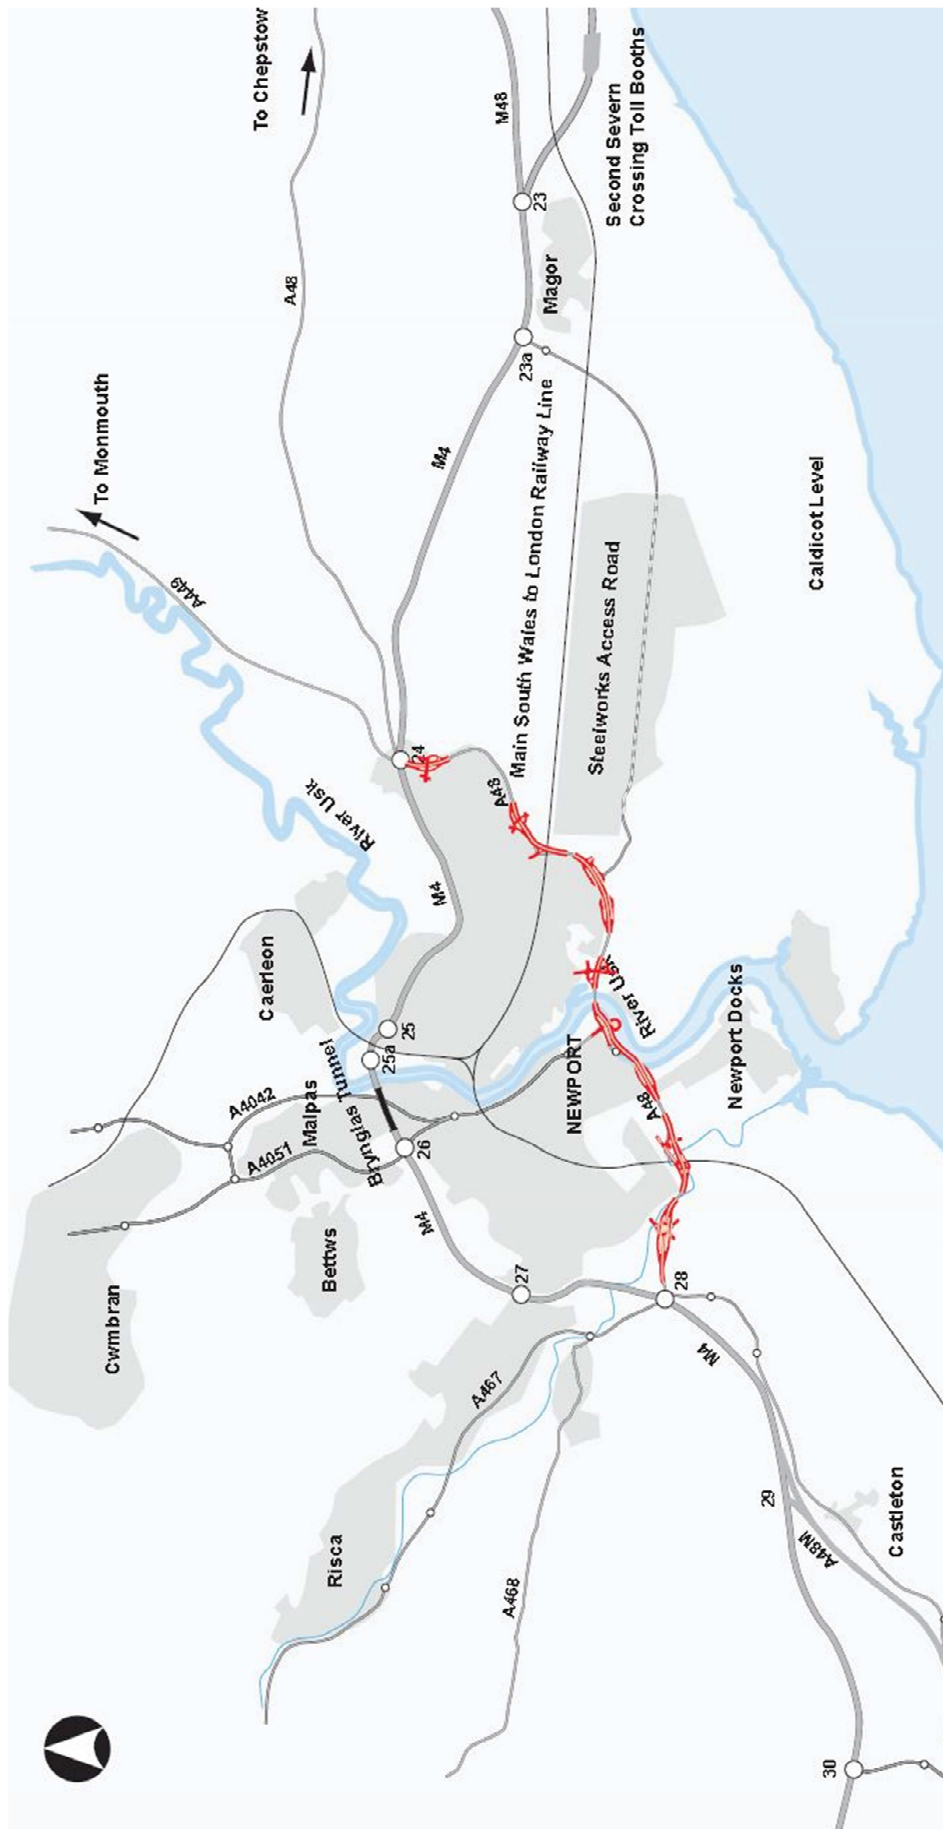 To Monmouth
Cwmbran
To Chepstow
A449
A4042
A4051
Caerleon
A48
Malpas
River Usk
Risca
Bettws
Brynglas Tunnel
25a
25
24
26
M4
M4
M4
A467
27
A48
M48
23a
23
A468
Main South Wales to London Railway Line
Magor
NEWPORT
Steelworks Access Road
Second Severn
Crossing Toll Booths
River Usk
A48
28
M4
Newport Docks
29
A48M
Caldicot Level
30
Castleton